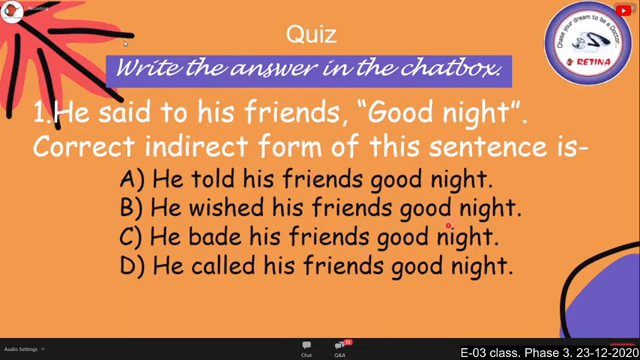 Recording
Quiz
Write the answer in the chatbox.
Chase your dream to be a Doctor..
RETINA
1.He said to his friends, “Good night”.
Correct indirect form of this sentence is-
A) He told his friends good night.
B) He wished his friends good night.
C) He bade his friends good night.
D) He called his friends good night.
Audio Settings
Chat
Q&A
E-03 class. Phase 3. 23-12-2020